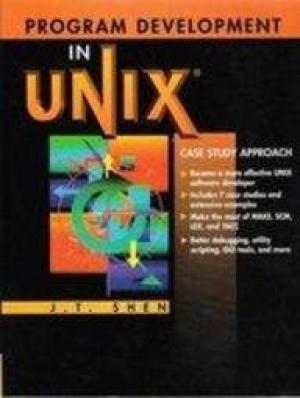 PROGRAM DEVELOPMENT
IN
UNIX®
CASE STUDY APPROACH
Become a more effective UNIX
software developer
Includes 7 case studies and
extensive examples
Make the most of MAKE, SCM,
LEX, and YACC
Better debugging, utility
scripting, GUI tools, and more
J.T. SHEN